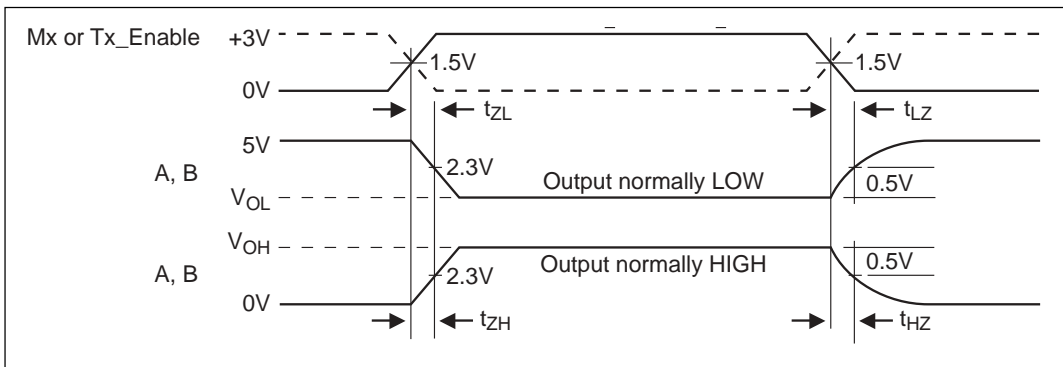 Mx or Tx_Enable
+3V
1.5V
1.5V
0V
tZL
tLZ
5V
A, B
2.3V
Output normally LOW
0.5V
VOL
VOH
A, B
2.3V
Output normally HIGH
0.5V
0V
tZH
tHZ